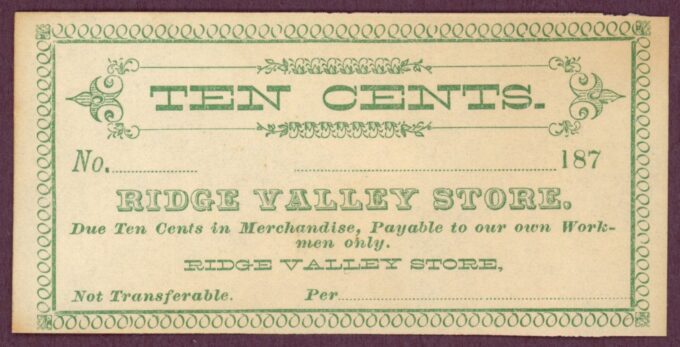 TEN CENTS.
No............. ............................................. 187
RIDGE VALLEY STORE.
Due Ten Cents in Merchandise, Payable to our own Work-
men only.
RIDGE VALLEY STORE,
Not Transferable. Per.............................................